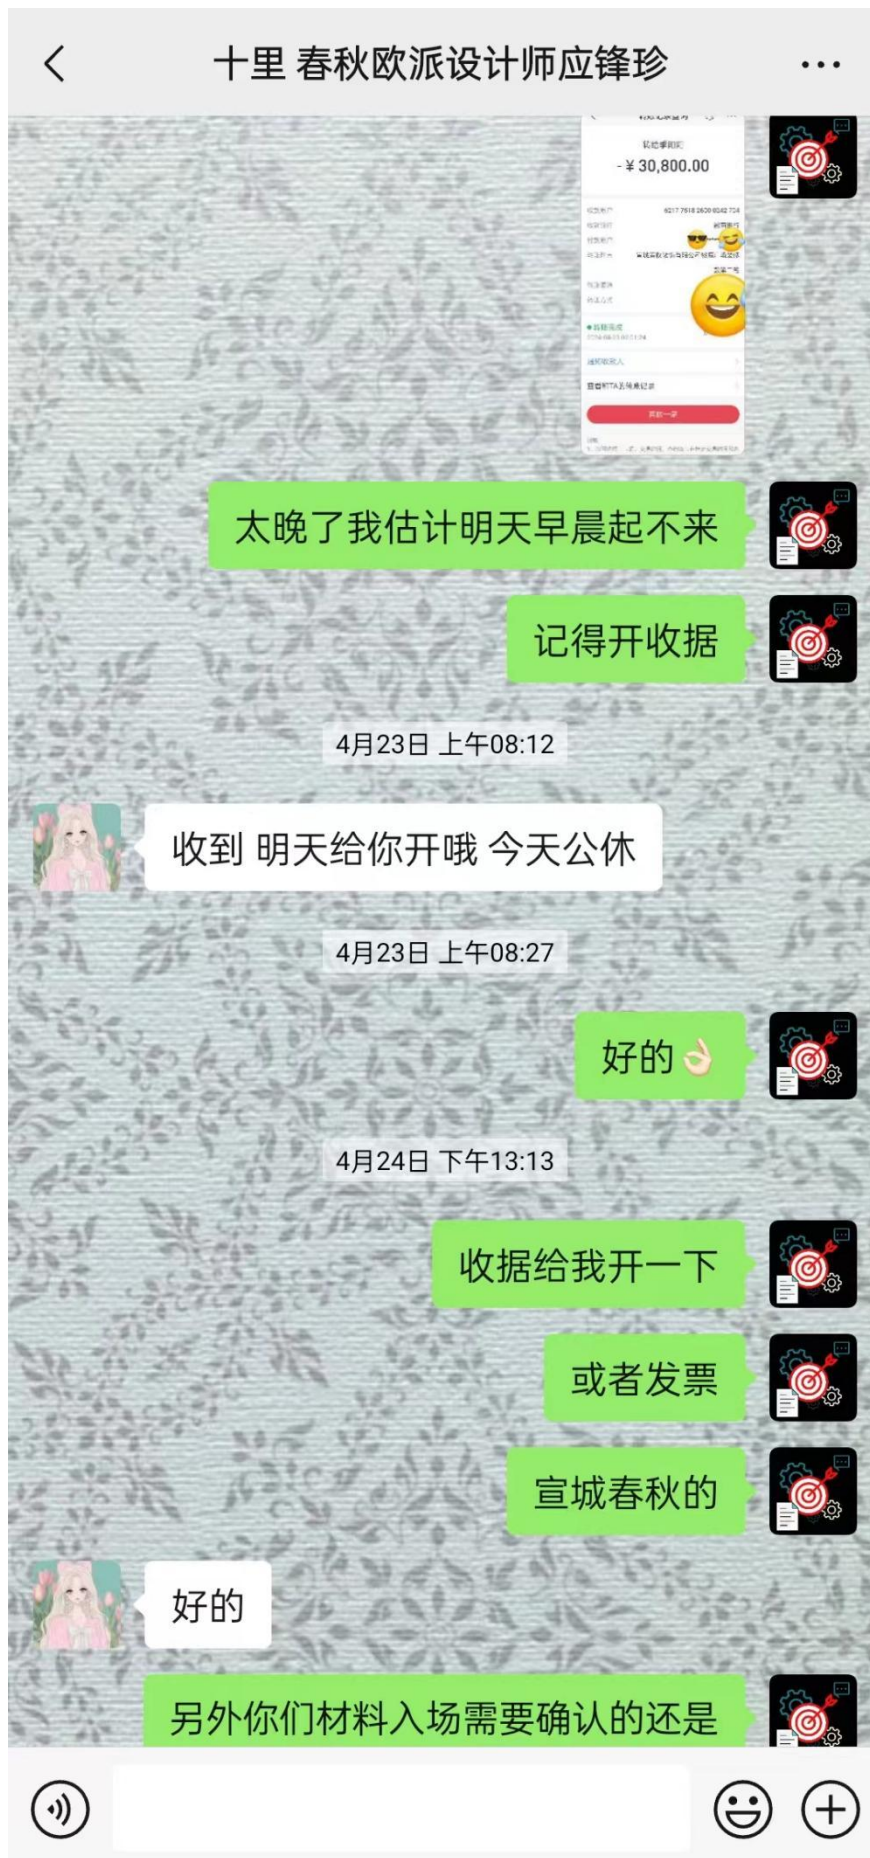 十里 春秋欧派设计师应锋珍
-¥ 30,800.00
太晚了我估计明天早晨起不来
记得开收据
4月23日 上午08:12
收到 明天给你开哦 今天公休
4月23日 上午08:27
好的👌🏻
4月24日 下午13:13
收据给我开一下
或者发票
宣城春秋的
好的
另外你们材料入场需要确认的还是